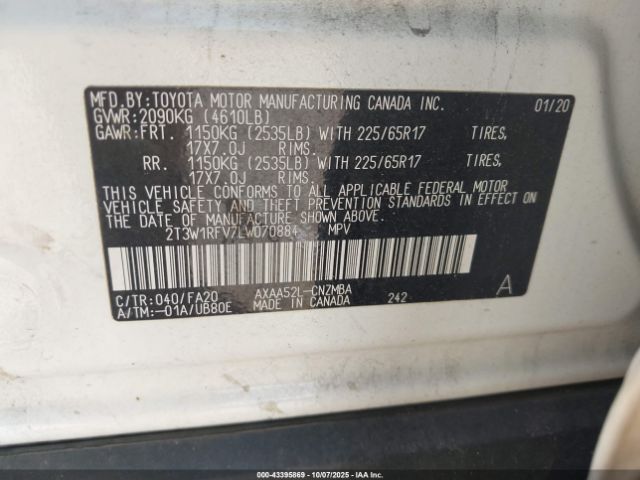 MFD.BY:TOYOTA MOTOR MANUFACTURING CANADA INC. 01/20
GVWR:2090KG (4610LB)
GAWR:FRT. 1150KG (2535LB) WITH 225/65R17 TIRES,
17X7.0J RIMS.
RR. 1150KG (2535LB) WITH 225/65R17 TIRES,
17X7.0J RIMS.
THIS VEHICLE CONFORMS TO ALL APPLICABLE FEDERAL MOTOR
VEHICLE SAFETY AND THEFT PREVENTION STANDARDS IN EFFECT ON
THE DATE OF MANUFACTURE SHOWN ABOVE.
2T3W1RFV7LW070884 MPV
C/TR:040/FA20 AXAA52L-CNZMBA 242 A
A/TM:-01A/UB80E MADE IN CANADA
000-43395869 | 10/07/2025 | IAA Inc.